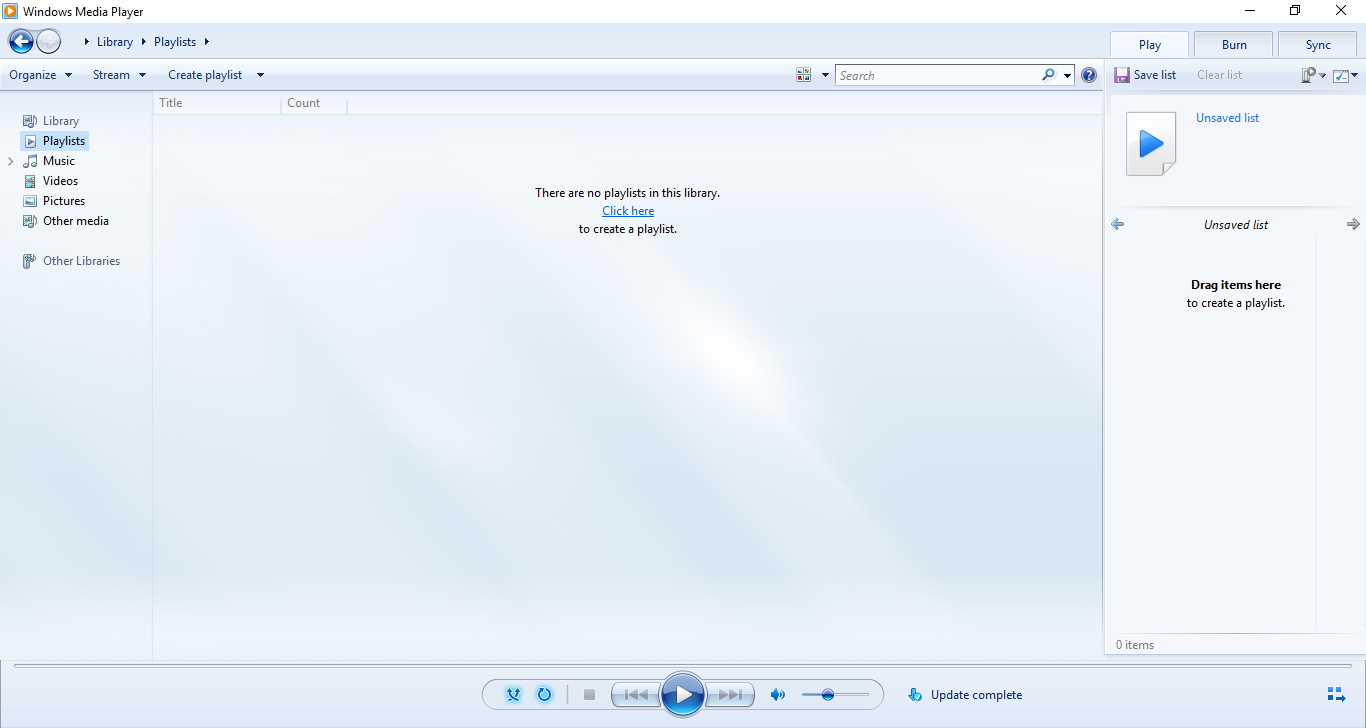 Windows Media Player
Library Playlists
Play Burn Sync
Organize Stream Create playlist Search Save list Clear list
Title Count
Library
Playlists
Music
Videos
Pictures
Other media
Other Libraries
There are no playlists in this library.
Click here
to create a playlist.
Unsaved list
Unsaved list
Drag items here
to create a playlist.
0 items
Update complete